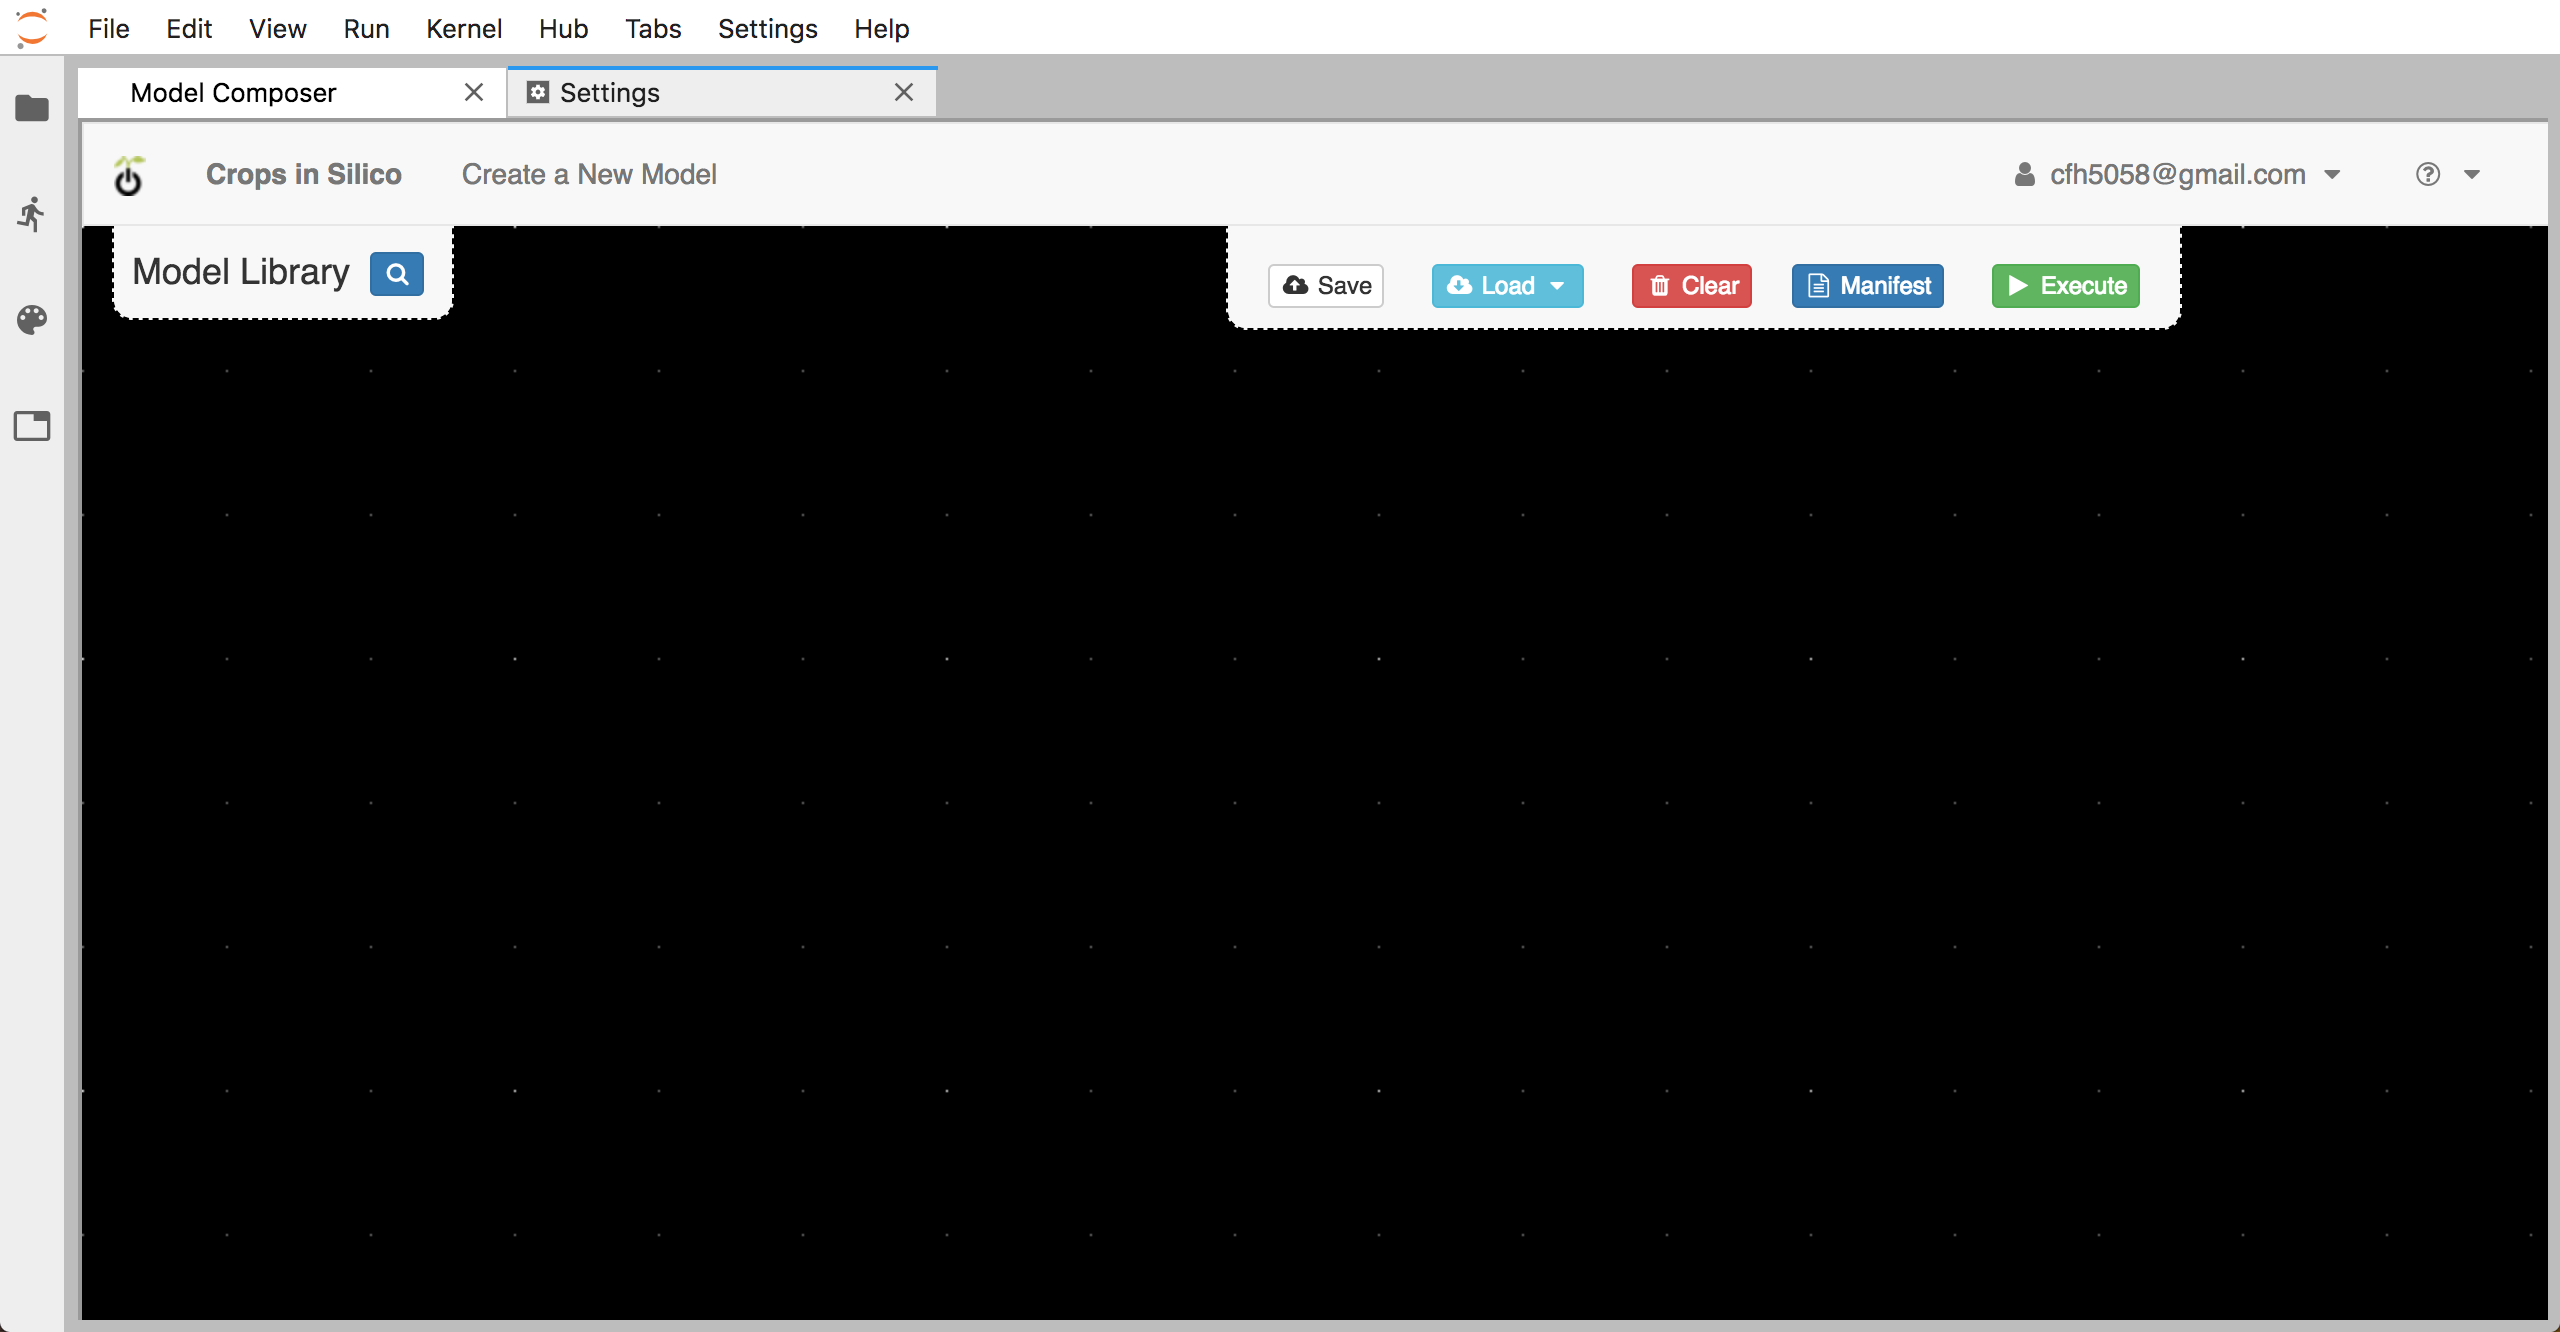 File Edit View Run Kernel Hub Tabs Settings Help
Model Composer Settings
Crops in Silico Create a New Model cfh5058@gmail.com
Model Library Save Load Clear Manifest Execute